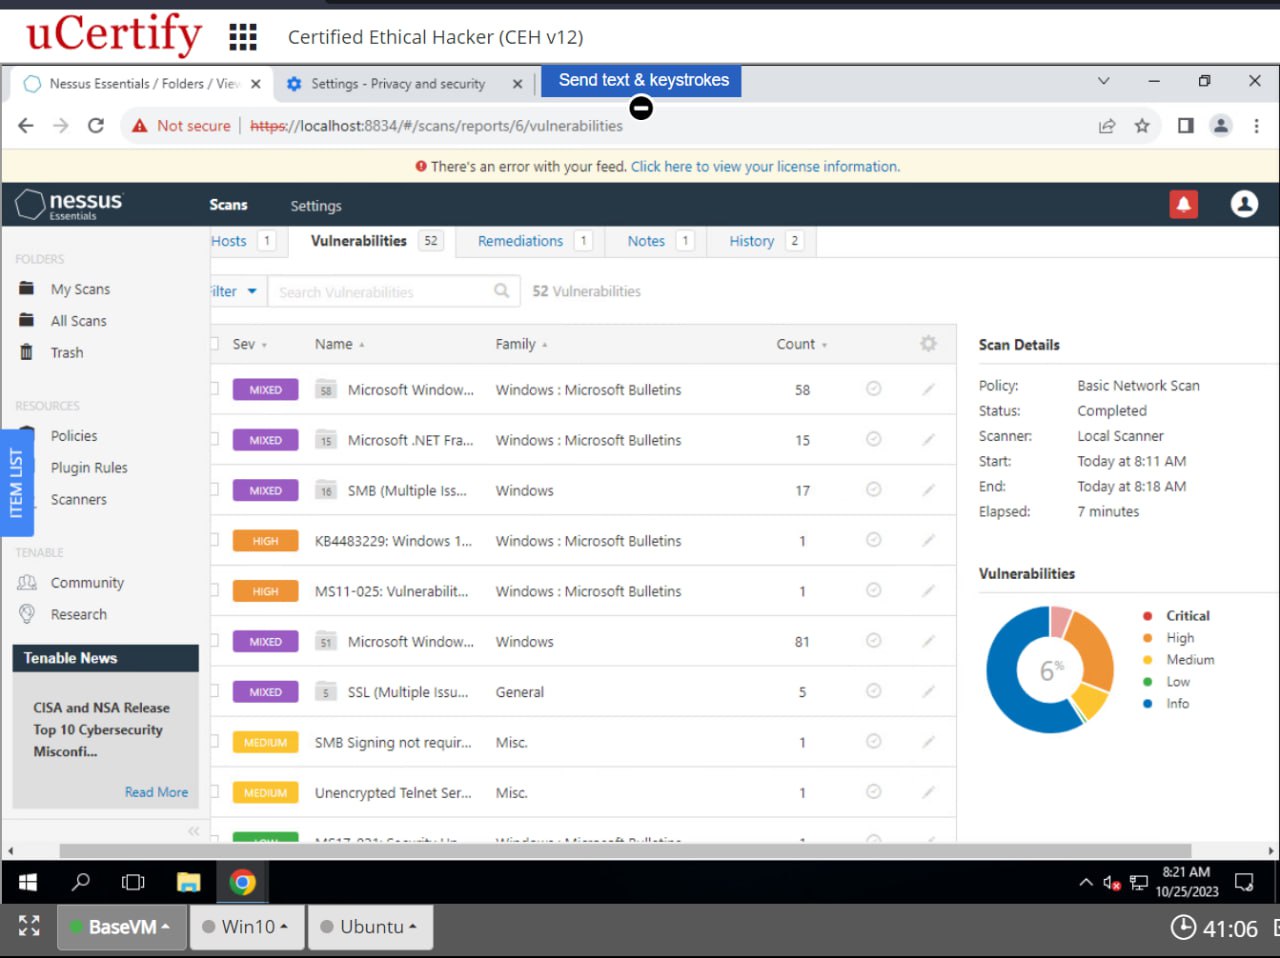 uCertify
Certified Ethical Hacker (CEH v12)
Nessus Essentials / Folders / View
Settings - Privacy and security
Send text & keystrokes
Not secure
https://localhost:8834/#/scans/reports/6/vulnerabilities
There's an error with your feed. Click here to view your license information.
nessus
Essentials
Scans
Settings
FOLDERS
My Scans
All Scans
Trash
RESOURCES
Policies
Plugin Rules
Scanners
ITEM LIST
TENABLE
Community
Research
Tenable News
CISA and NSA Release
Top 10 Cybersecurity
Misconfi...
Read More
Hosts 1
Vulnerabilities 52
Remediations 1
Notes 1
History 2
ilter
Search Vulnerabilities
52 Vulnerabilities
Sev Name Family Count
MIXED 58 Microsoft Window... Windows : Microsoft Bulletins 58
MIXED 15 Microsoft .NET Fra... Windows : Microsoft Bulletins 15
MIXED 16 SMB (Multiple Iss... Windows 17
HIGH KB4483229: Windows 1... Windows : Microsoft Bulletins 1
HIGH MS11-025: Vulnerabilit... Windows : Microsoft Bulletins 1
MIXED 51 Microsoft Window... Windows 81
MIXED 5 SSL (Multiple Issu... General 5
MEDIUM SMB Signing not requir... Misc. 1
MEDIUM Unencrypted Telnet Ser... Misc. 1
Scan Details
Policy: Basic Network Scan
Status: Completed
Scanner: Local Scanner
Start: Today at 8:11 AM
End: Today at 8:18 AM
Elapsed: 7 minutes
Vulnerabilities
6%
Critical
High
Medium
Low
Info
8:21 AM
10/25/2023
BaseVM
Win10
Ubuntu
41:06